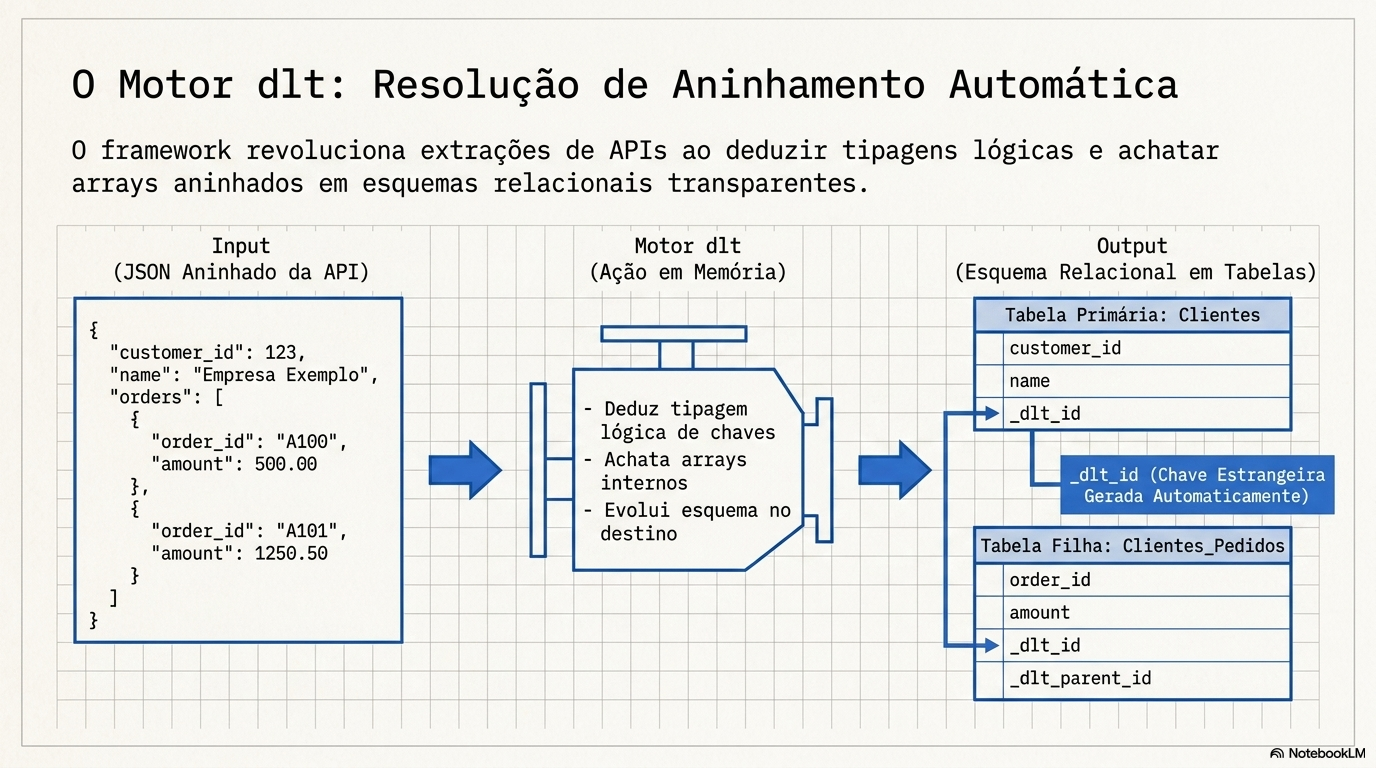 O Motor dlt: Resolução de Aninhamento Automática
O framework revoluciona extrações de APIs ao deduzir tipagens lógicas e achatar
arrays aninhados em esquemas relacionais transparentes.
Input
(JSON Aninhado da API)
{
  "customer_id": 123,
  "name": "Empresa Exemplo",
  "orders": [
    {
      "order_id": "A100",
      "amount": 500.00
    },
    {
      "order_id": "A101",
      "amount": 1250.50
    }
  ]
}
Motor dlt
(Ação em Memória)
- Deduz tipagem
lógica de chaves
- Achata arrays
internos
- Evolui esquema no
destino
Output
(Esquema Relacional em Tabelas)
Tabela Primária: Clientes
customer_id
name
_dlt_id
_dlt_id (Chave Estrangeira
Gerada Automaticamente)
Tabela Filha: Clientes_Pedidos
order_id
amount
_dlt_id
_dlt_parent_id
NotebookLM